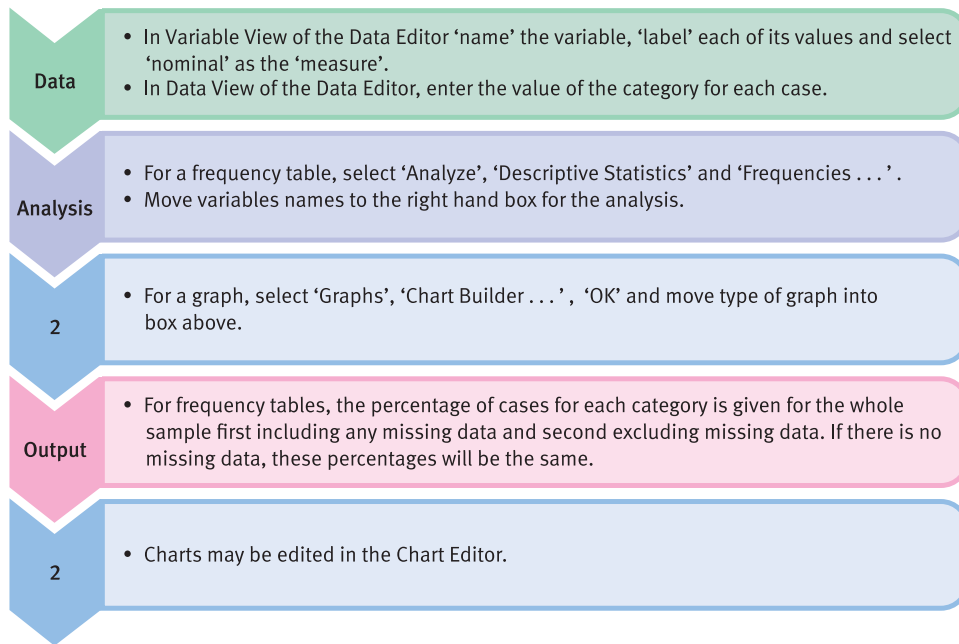 Data
• In Variable View of the Data Editor ‘name’ the variable, ‘label’ each of its values and select
‘nominal’ as the ‘measure’.
• In Data View of the Data Editor, enter the value of the category for each case.
Analysis
• For a frequency table, select ‘Analyze’, ‘Descriptive Statistics’ and ‘Frequencies . . . ’ .
• Move variables names to the right hand box for the analysis.
2
• For a graph, select ‘Graphs’, ‘Chart Builder . . . ’ , ‘OK’ and move type of graph into
box above.
Output
• For frequency tables, the percentage of cases for each category is given for the whole
sample first including any missing data and second excluding missing data. If there is no
missing data, these percentages will be the same.
2
• Charts may be edited in the Chart Editor.